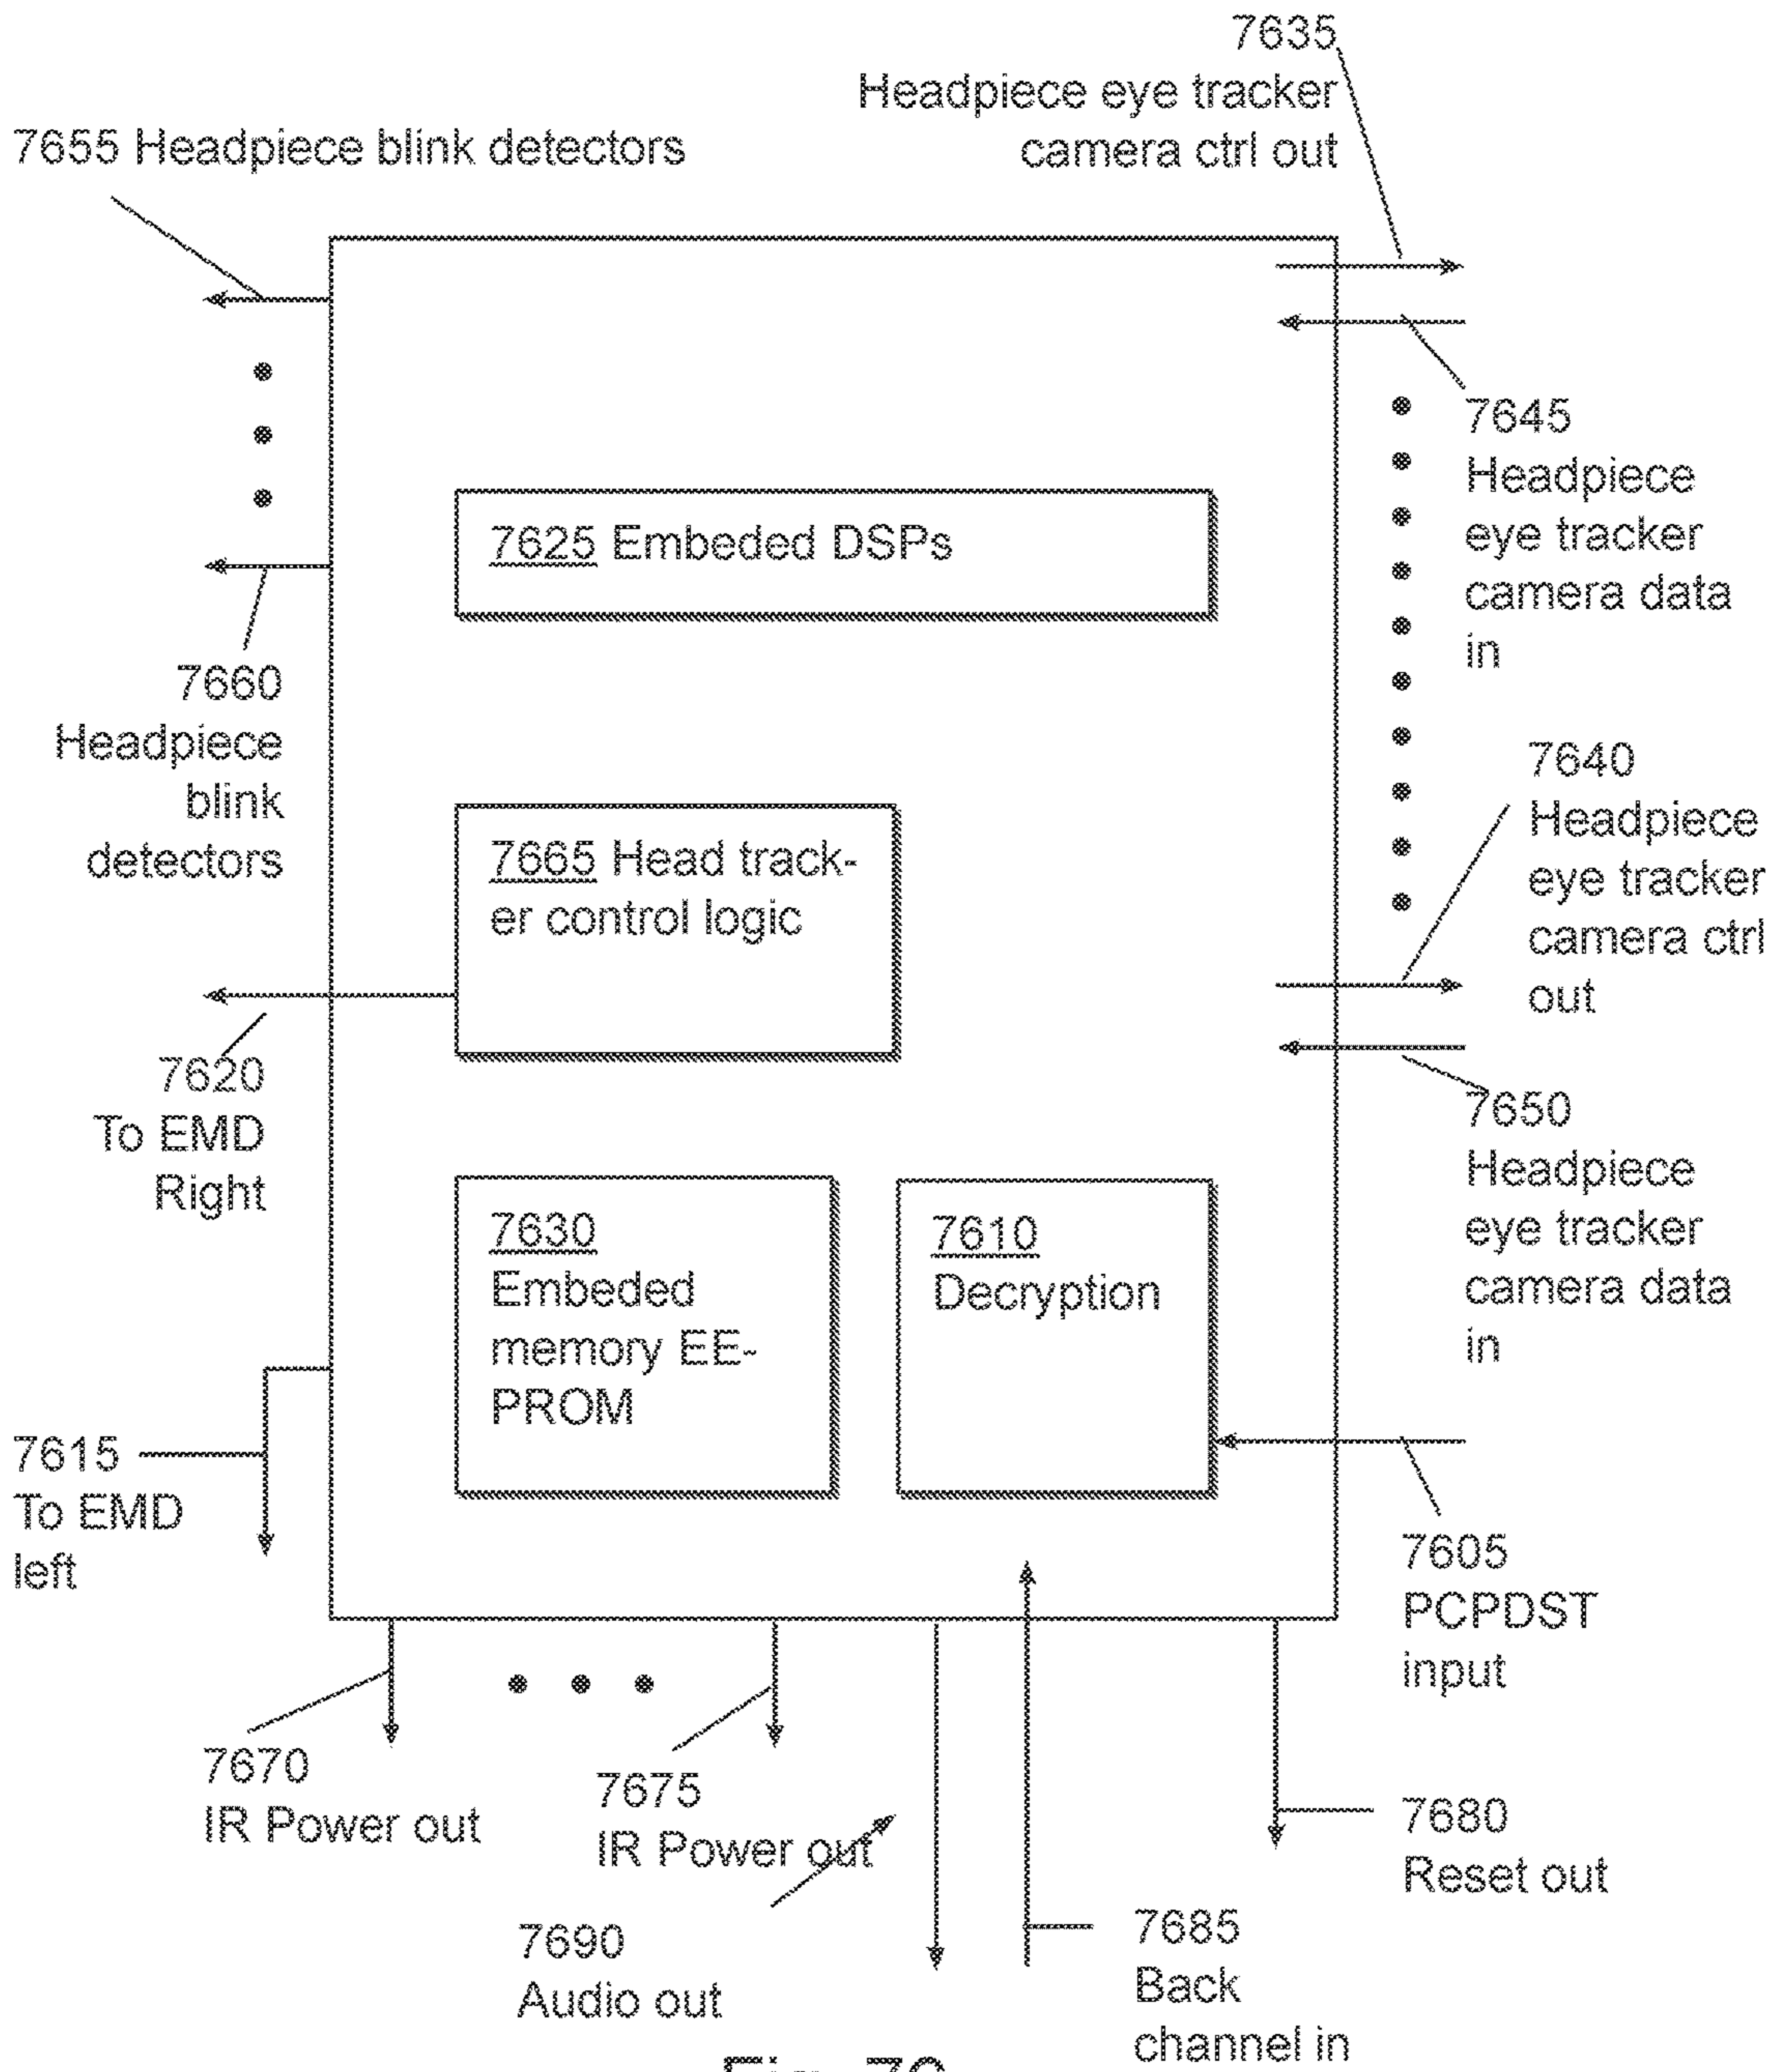 7635
Headpiece eye tracker
camera ctrl out
7655 Headpiece blink detectors
7645
Headpiece
eye tracker
camera data
in
7625 Embeded DSPs
7660
Headpiece
blink
detectors
7640
Headpiece
eye tracker
camera ctrl
out
7665 Head track-
er control logic
7620
To EMD
Right
7650
Headpiece
eye tracker
camera data
in
7630
Embeded
memory EE-
PROM
7610
Decryption
7615
To EMD
left
7605
PCPDST
input
7670
IR Power out
7675
IR Power out
7680
Reset out
7690
Audio out
7685
Back
channel in